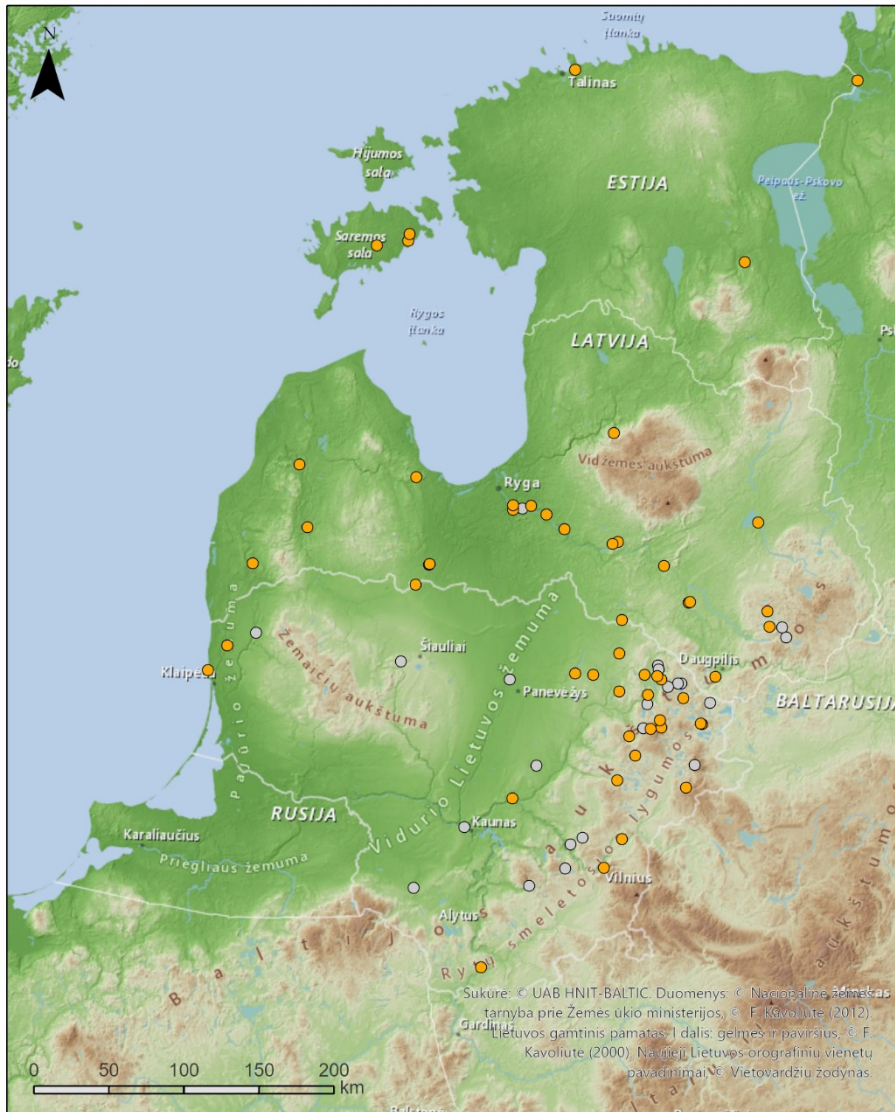 Suomių
įlanka
N
Talinas
Hijumos
sala
ESTIJA
Peipaus-Pskovo
ež.
Saremos
sala
Rygos
įlanka
LATVIJA
Ryga
Vidžemės aukštuma
Pajūrio žemuma
Žemaičių aukštuma
Šiauliai
Klaipėda
Panevėžys
Daugpilis
BALTARUSIJA
Vidurio Lietuvos žemuma
RUSIJA
Karaliaučius
Kaunas
Priegliaus žemuma
Vilnius
Alytus
Rytų smėlėtosios lygumos
Gardinas
Minskas
Sukūrė: © UAB HNIT-BALTIC. Duomenys: © Nacionalinė žemės
tarnyba prie Žemės ūkio ministerijos, © F. Kavoliutė (2012).
Lietuvos gamtinis pamatas. I dalis: gelmės ir paviršius, © F.
Kavoliutė (2000). Naujieji Lietuvos orografinių vienetų
pavadinimai. © Vietovardžių žodynas.
0 50 100 150 200
km